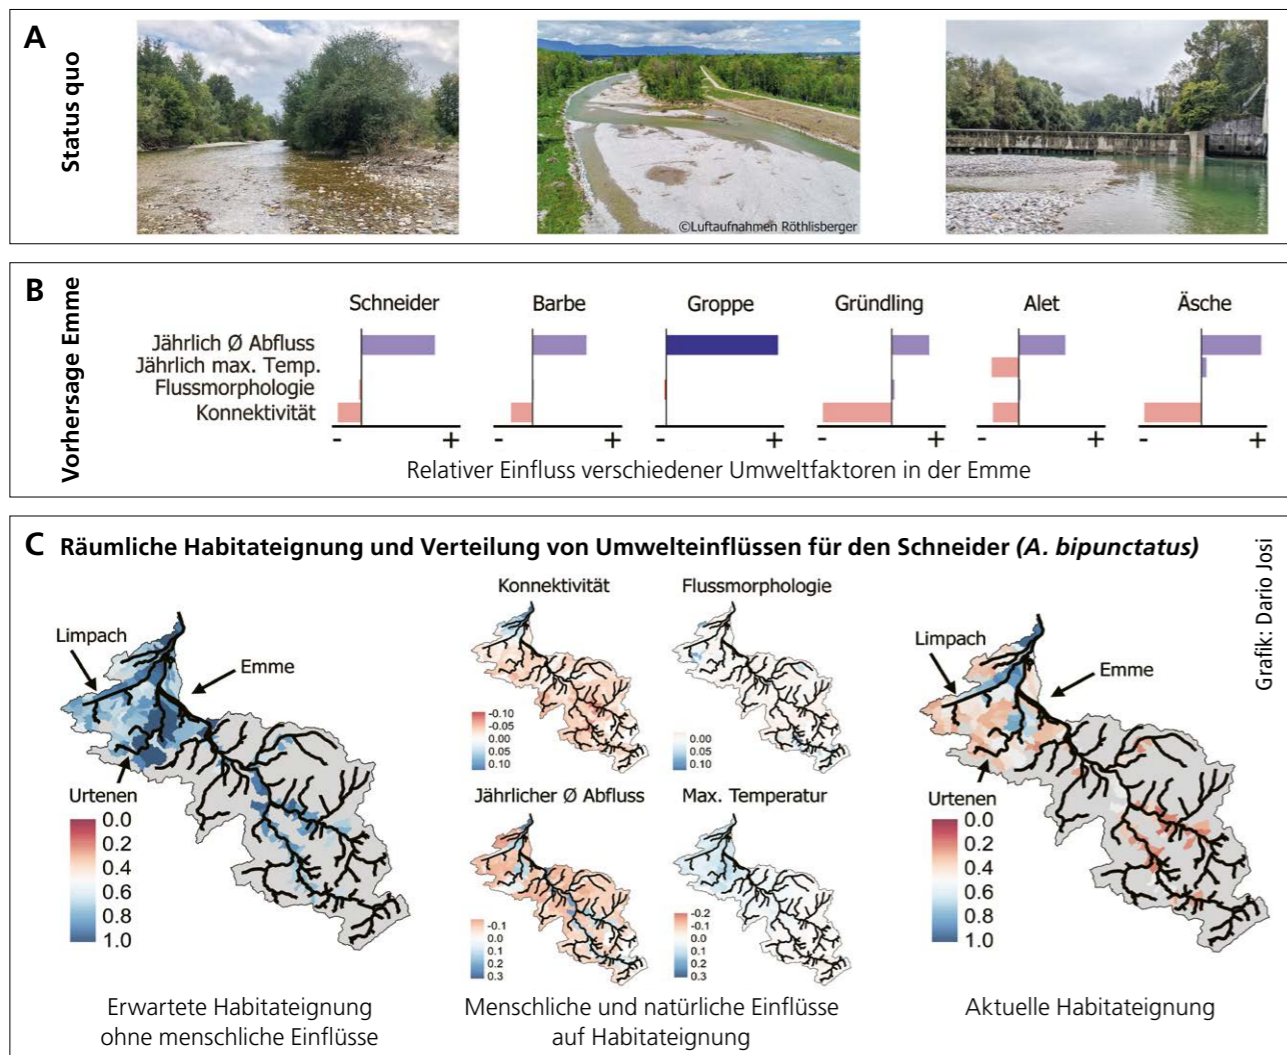 A
Status quo
©Luftaufnahmen Röthlisberger
B
Vorhersage Emme
Schneider
Barbe
Groppe
Gründling
Alet
Äsche
Jährlich Ø Abfluss
Jährlich max. Temp.
Flussmorphologie
Konnektivität
- +
- +
- +
- +
- +
- +
Relativer Einfluss verschiedener Umweltfaktoren in der Emme
C Räumliche Habitateignung und Verteilung von Umwelteinflüssen für den Schneider (A. bipunctatus)
Grafik: Dario Josi
Limpach
Emme
Urtenen
0.0
0.2
0.4
0.6
0.8
1.0
Erwartete Habitateignung
ohne menschliche Einflüsse
Konnektivität
-0.10
-0.05
0.00
0.05
0.10
Flussmorphologie
0.00
0.05
0.10
Jährlicher Ø Abfluss
-0.1
0.0
0.1
0.2
0.3
Max. Temperatur
-0.2
-0.1
0.0
0.1
0.2
0.3
Menschliche und natürliche Einflüsse
auf Habitateignung
Limpach
Emme
Urtenen
0.0
0.2
0.4
0.6
0.8
1.0
Aktuelle Habitateignung